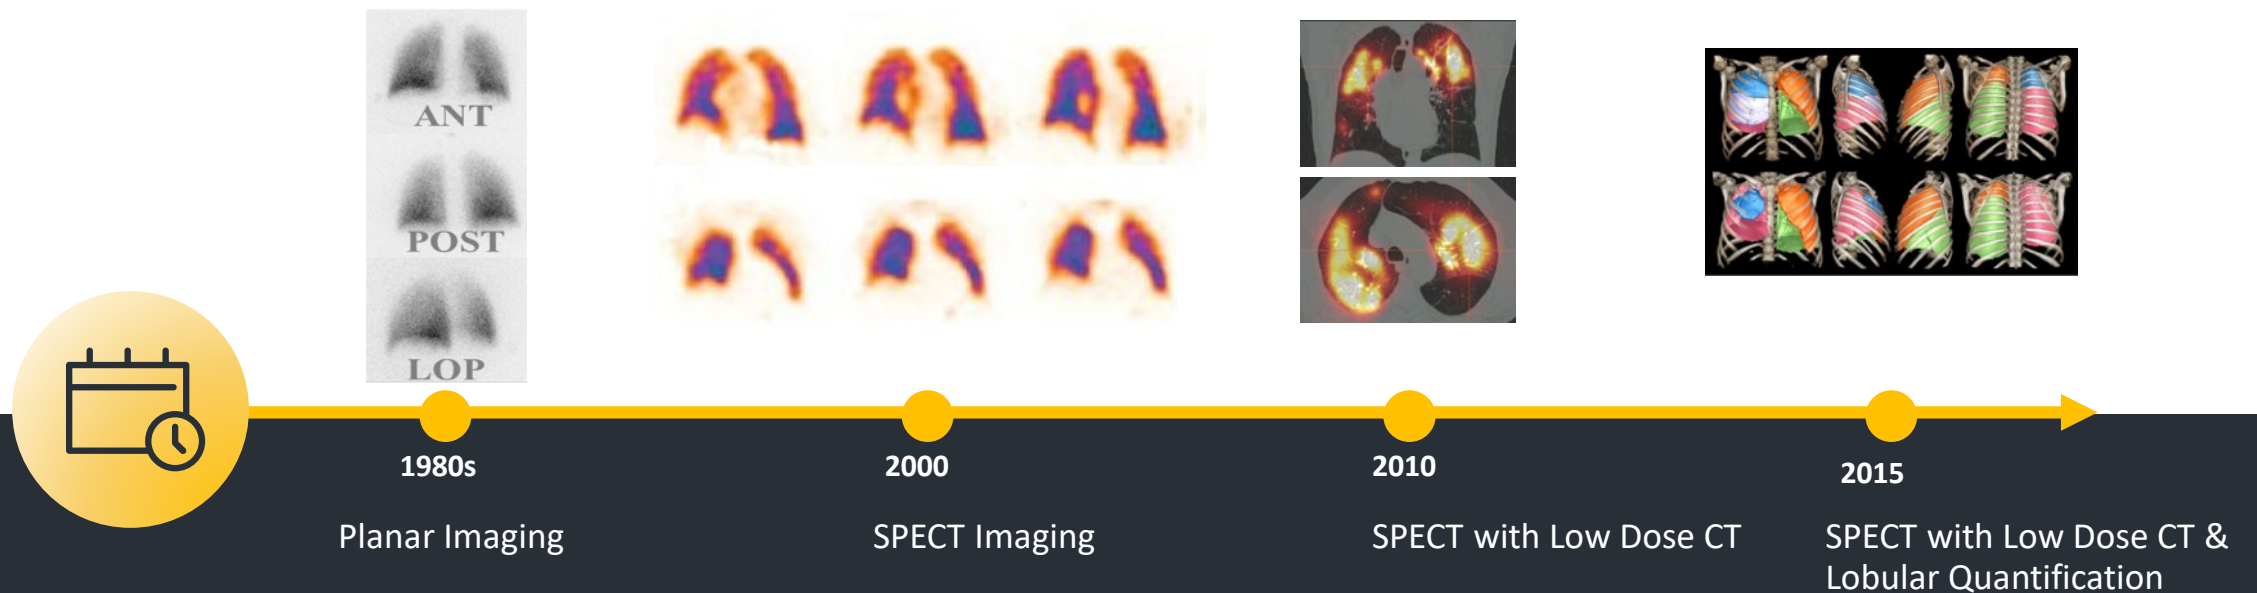 ANT
POST
LOP
1980s
2000
2010
2015
Planar Imaging
SPECT Imaging
SPECT with Low Dose CT
SPECT with Low Dose CT &
Lobular Quantification